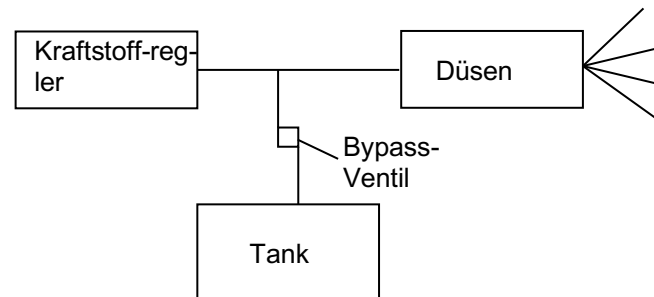 Kraftstoff-reg-
ler
Düsen
Bypass-
Ventil
Tank